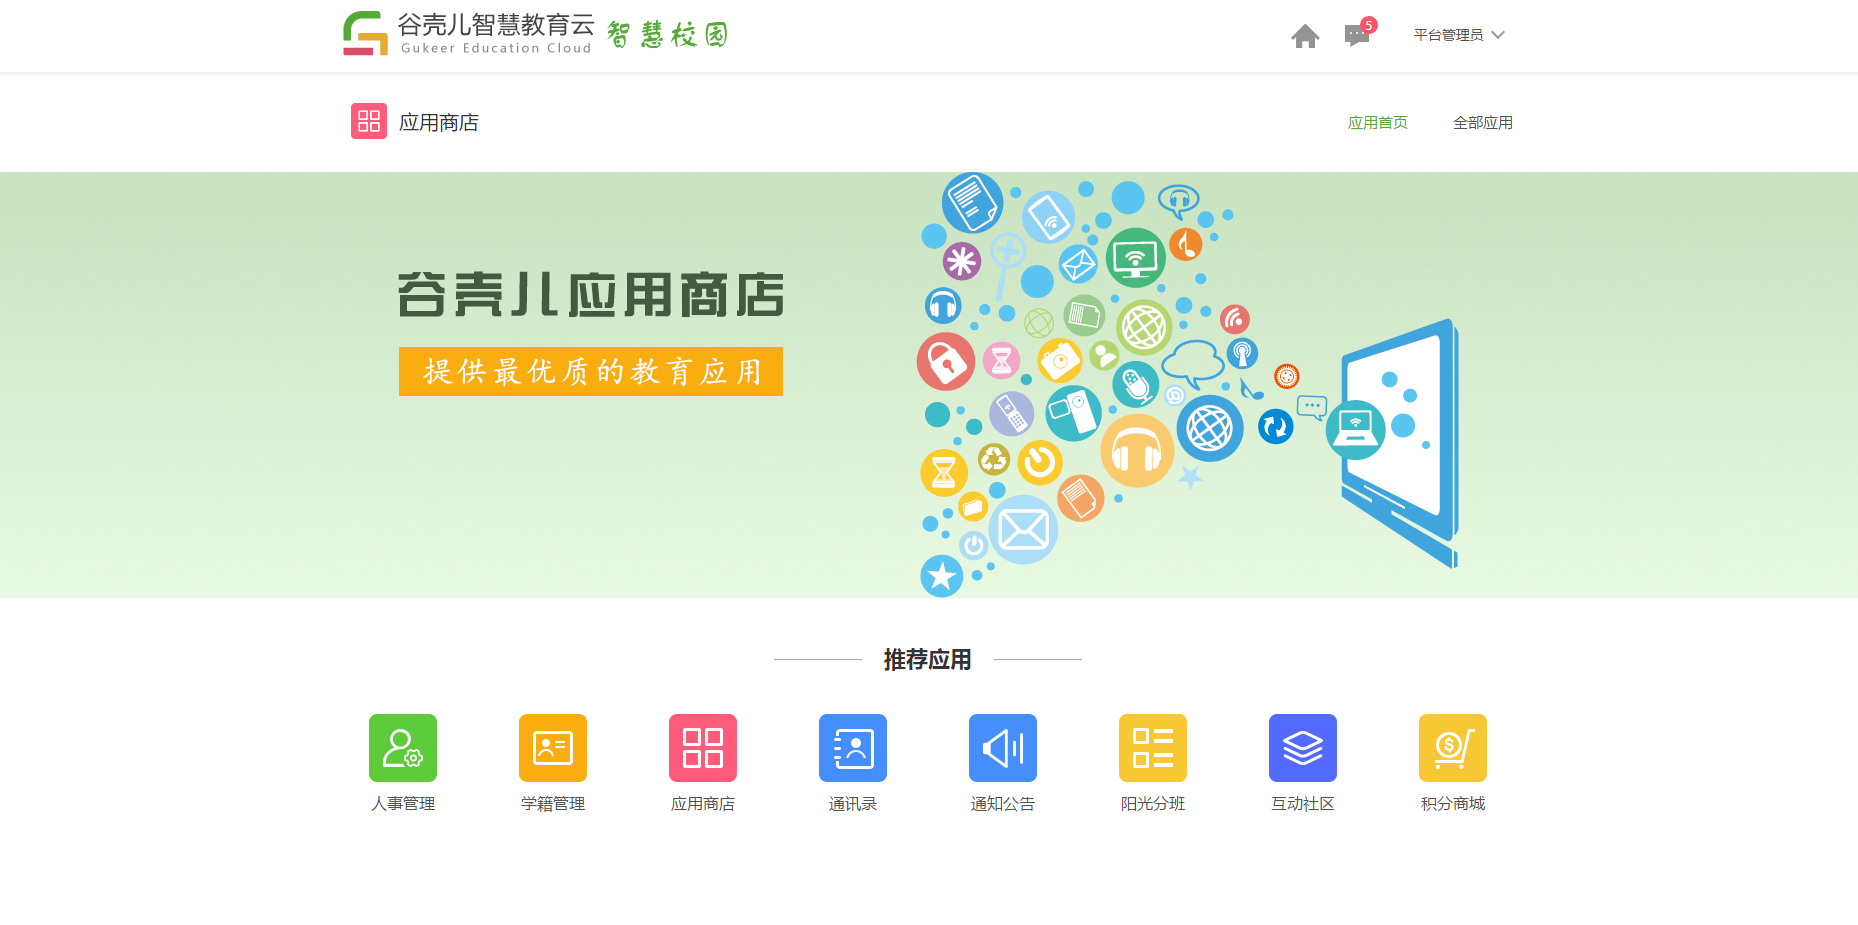 谷壳儿智慧教育云
Gukeer Education Cloud
智慧校园
5
平台管理员
应用商店
应用首页
全部应用
谷壳儿应用商店
提供最优质的教育应用
推荐应用
人事管理
学籍管理
应用商店
通讯录
通知公告
阳光分班
互动社区
积分商城